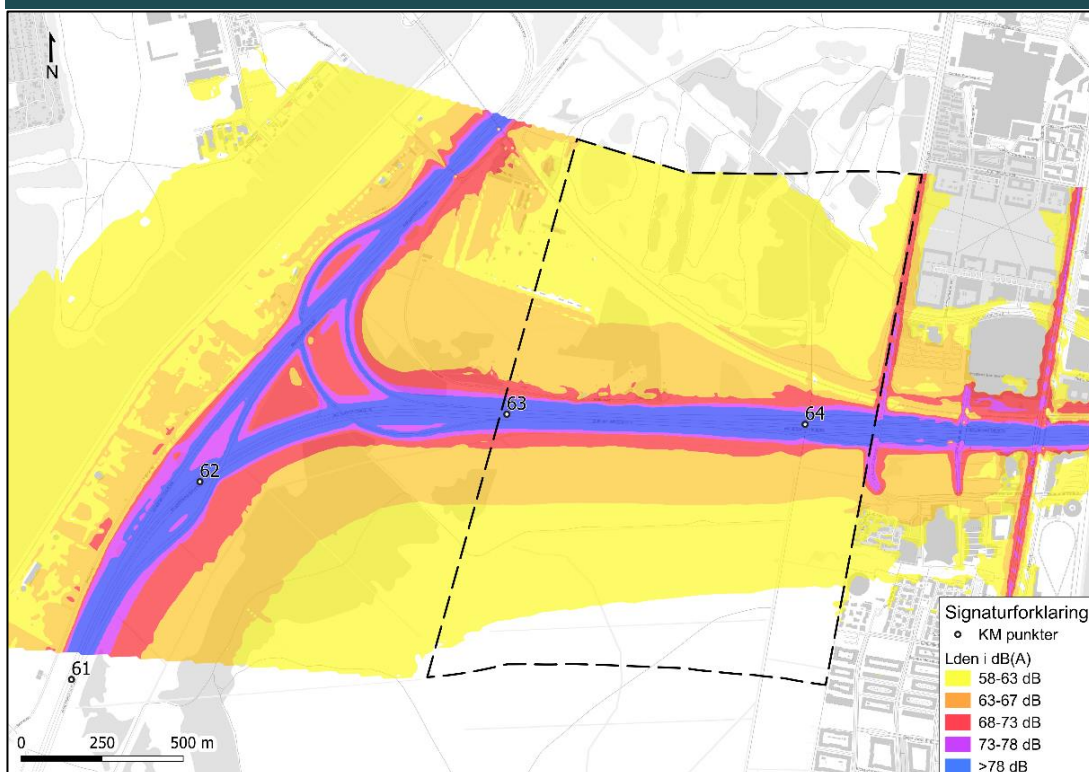 N
63
64
62
61
0 250 500 m
Signaturforklaring
KM punkter
Lden i dB(A)
58-63 dB
63-67 dB
68-73 dB
73-78 dB
>78 dB